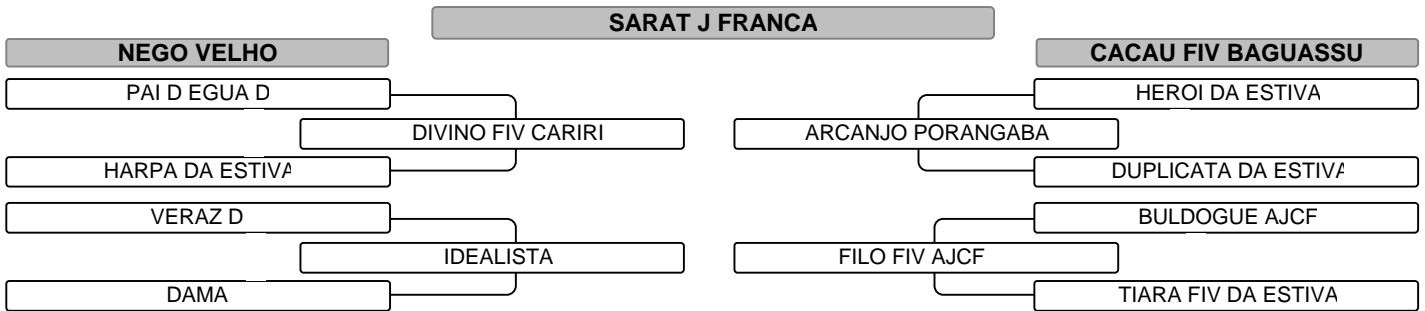 SARAT J FRANCA
NEGO VELHO
CACAU FIV BAGUASSU
PAI D EGUA D
HEROI DA ESTIVA
DIVINO FIV CARIRI
ARCANJO PORANGABA
HARPA DA ESTIVA
DUPLICATA DA ESTIVA
VERAZ D
BULDOGUE AJCF
IDEALISTA
FILO FIV AJCF
DAMA
TIARA FIV DA ESTIVA